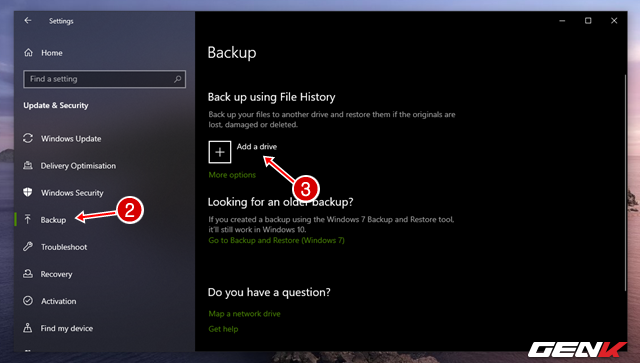 Settings
Home
Find a setting
Update & Security
Windows Update
Delivery Optimisation
Windows Security
Backup
2
Troubleshoot
Recovery
Activation
Find my device
Backup
Back up using File History
Back up your files to another drive and restore them if the originals are
lost, damaged or deleted.
Add a drive
3
More options
Looking for an older backup?
If you created a backup using the Windows 7 Backup and Restore tool,
it'll still work in Windows 10.
Go to Backup and Restore (Windows 7)
Do you have a question?
Map a network drive
Get help
GENK